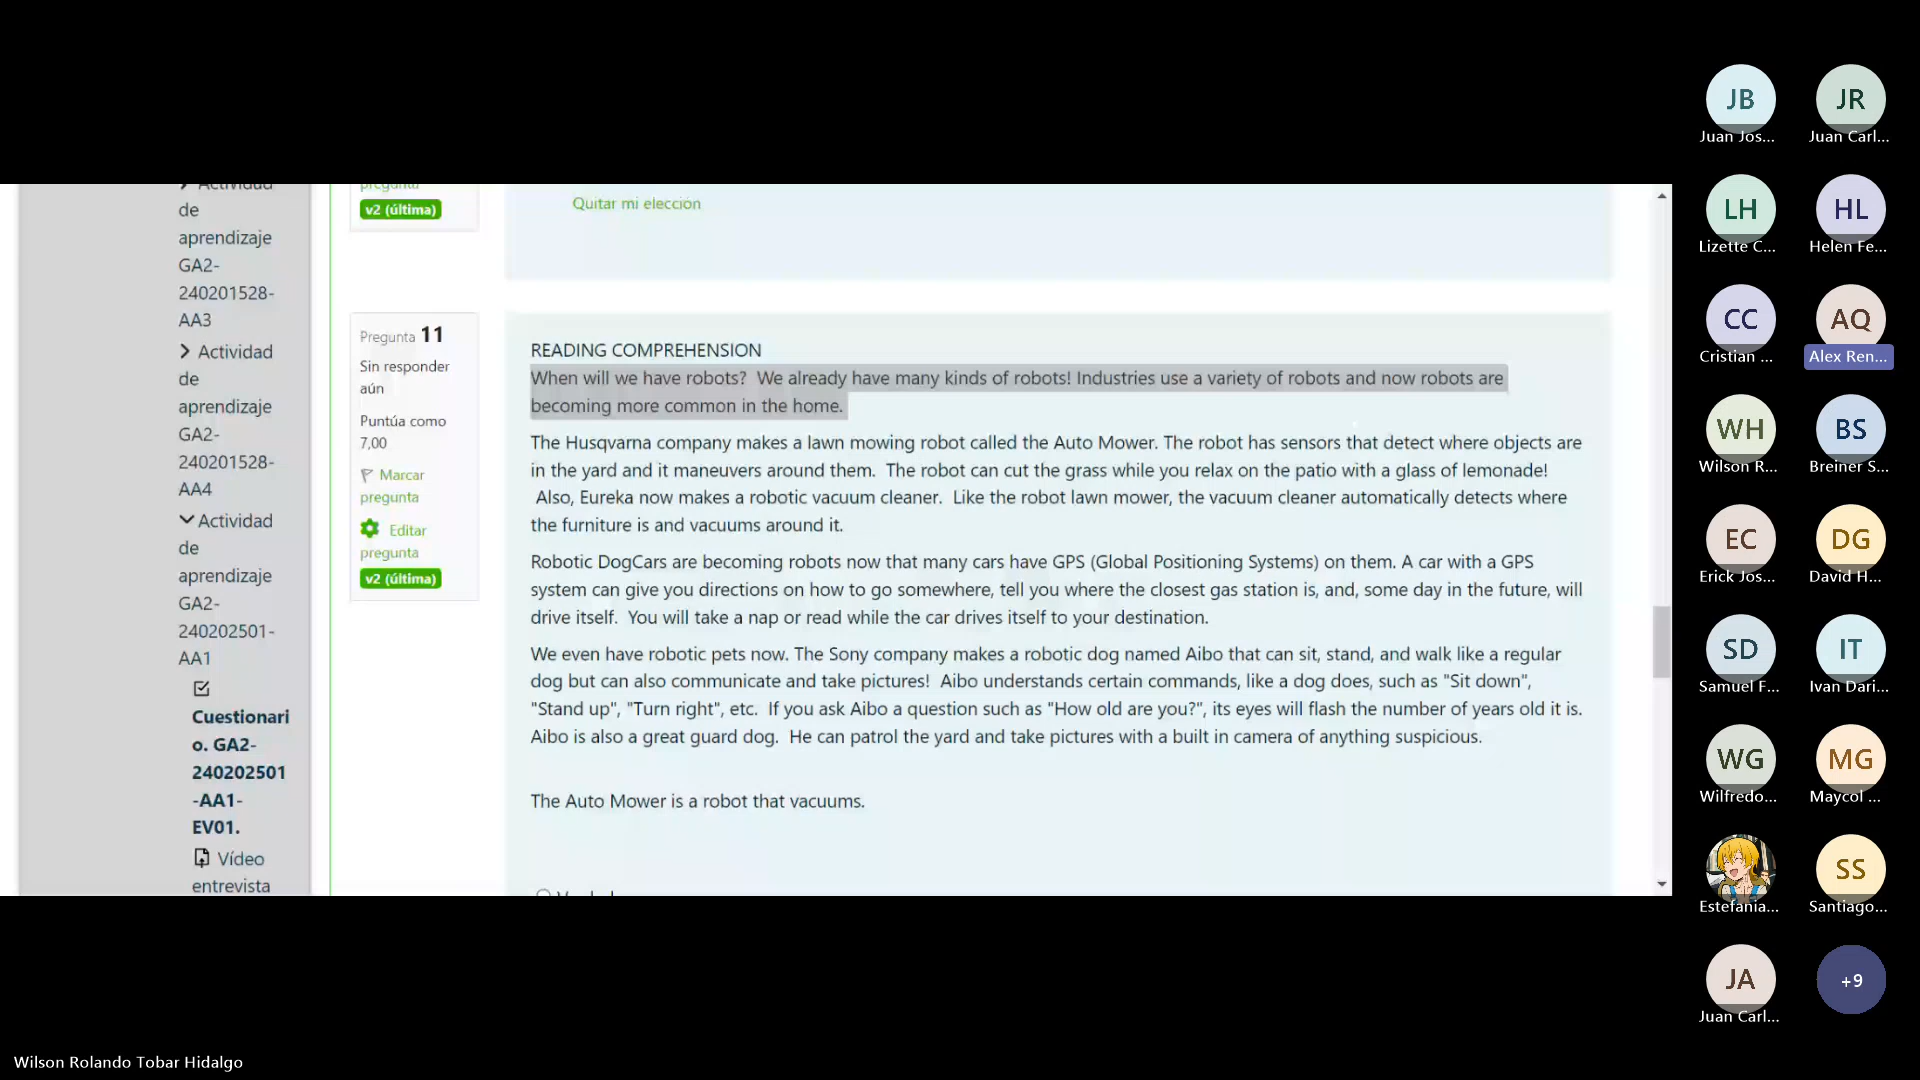 Actividad
de
aprendizaje
GA2-
240201528-
AA3
Actividad
de
aprendizaje
GA2-
240201528-
AA4
Actividad
de
aprendizaje
GA2-
240202501-
AA1
Cuestionari
o. GA2-
240202501
-AA1-
EV01.
Vídeo
entrevista
pregunta
v2 (última)
Quitar mi elección
Pregunta 11
Sin responder
aún
Puntúa como
7,00
Marcar
pregunta
Editar
pregunta
v2 (última)
READING COMPREHENSION
When will we have robots?  We already have many kinds of robots! Industries use a variety of robots and now robots are
becoming more common in the home.
The Husqvarna company makes a lawn mowing robot called the Auto Mower. The robot has sensors that detect where objects are
in the yard and it maneuvers around them.  The robot can cut the grass while you relax on the patio with a glass of lemonade!
Also, Eureka now makes a robotic vacuum cleaner.  Like the robot lawn mower, the vacuum cleaner automatically detects where
the furniture is and vacuums around it.
Robotic DogCars are becoming robots now that many cars have GPS (Global Positioning Systems) on them. A car with a GPS
system can give you directions on how to go somewhere, tell you where the closest gas station is, and, some day in the future, will
drive itself.  You will take a nap or read while the car drives itself to your destination.
We even have robotic pets now. The Sony company makes a robotic dog named Aibo that can sit, stand, and walk like a regular
dog but can also communicate and take pictures!  Aibo understands certain commands, like a dog does, such as "Sit down",
"Stand up", "Turn right", etc.  If you ask Aibo a question such as "How old are you?", its eyes will flash the number of years old it is.
Aibo is also a great guard dog.  He can patrol the yard and take pictures with a built in camera of anything suspicious.
The Auto Mower is a robot that vacuums.
JB
Juan Jos...
JR
Juan Carl...
LH
Lizette C...
HL
Helen Fe...
CC
Cristian ...
AQ
Alex Ren...
WH
Wilson R...
BS
Breiner S...
EC
Erick Jos...
DG
David H...
SD
Samuel F...
IT
Ivan Dari...
WG
Wilfredo...
MG
Maycol ...
Estefania...
SS
Santiago...
JA
Juan Carl...
+9
Wilson Rolando Tobar Hidalgo